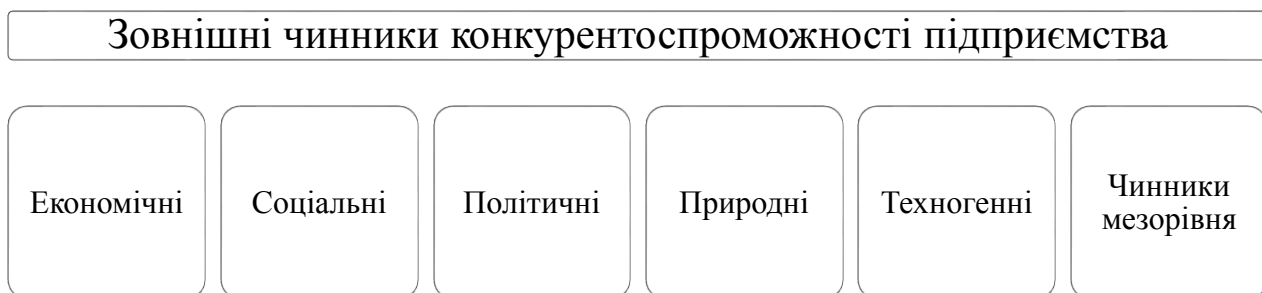 Зовнішні чинники конкурентоспроможності підприємства
Економічні
Соціальні
Політичні
Природні
Техногенні
Чинники
мезорівня